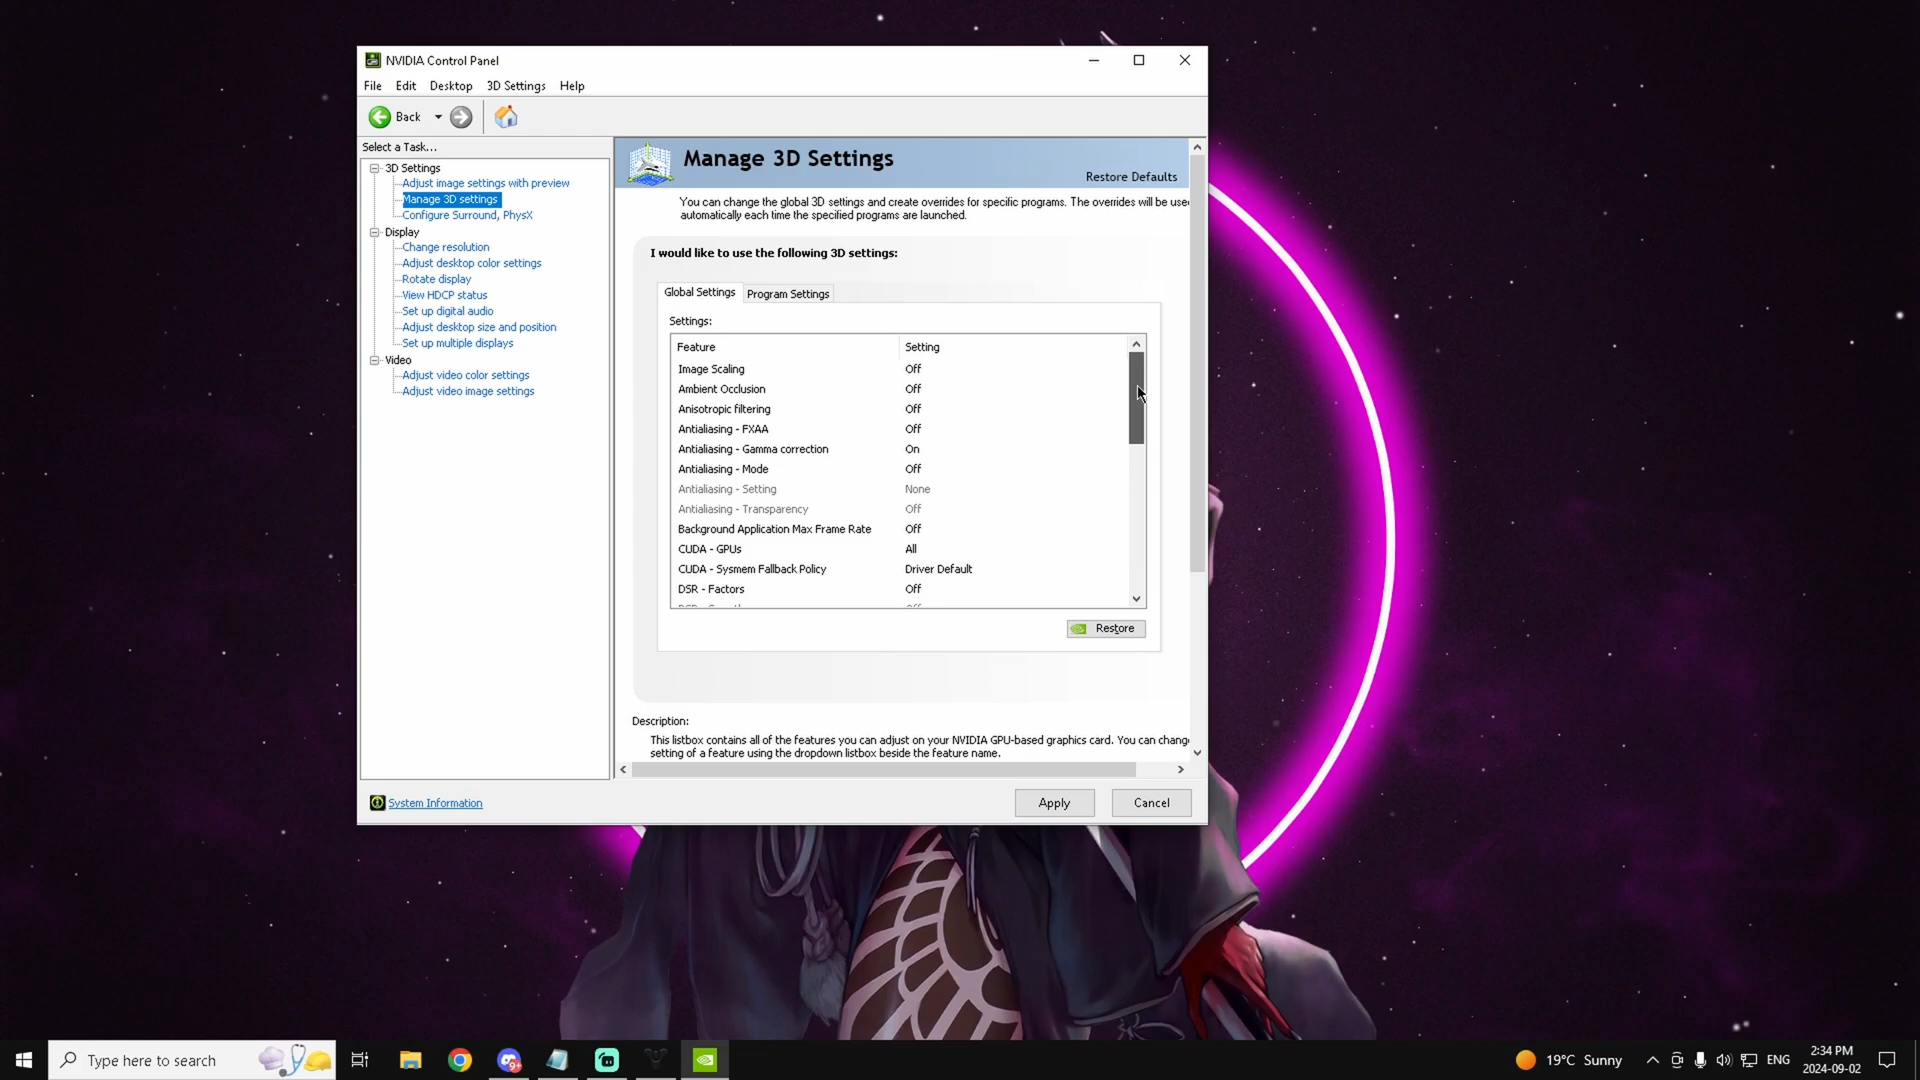 NVIDIA Control Panel
File Edit Desktop 3D Settings Help
Back
Select a Task...
3D Settings
Adjust image settings with preview
Manage 3D settings
Configure Surround, PhysX
Display
Change resolution
Adjust desktop color settings
Rotate display
View HDCP status
Set up digital audio
Adjust desktop size and position
Set up multiple displays
Video
Adjust video color settings
Adjust video image settings
System Information
Manage 3D Settings
Restore Defaults
You can change the global 3D settings and create overrides for specific programs. The overrides will be use
automatically each time the specified programs are launched.
I would like to use the following 3D settings:
Global Settings Program Settings
Settings:
Feature Setting
Image Scaling Off
Ambient Occlusion Off
Anisotropic filtering Off
Antialiasing - FXAA Off
Antialiasing - Gamma correction On
Antialiasing - Mode Off
Antialiasing - Setting None
Antialiasing - Transparency Off
Background Application Max Frame Rate Off
CUDA - GPUs All
CUDA - Sysmem Fallback Policy Driver Default
DSR - Factors Off
Restore
Description:
This listbox contains all of the features you can adjust on your NVIDIA GPU-based graphics card. You can change
setting of a feature using the dropdown listbox beside the feature name.
Apply Cancel
Type here to search
9+
19°C Sunny
ENG
2:34 PM
2024-09-02